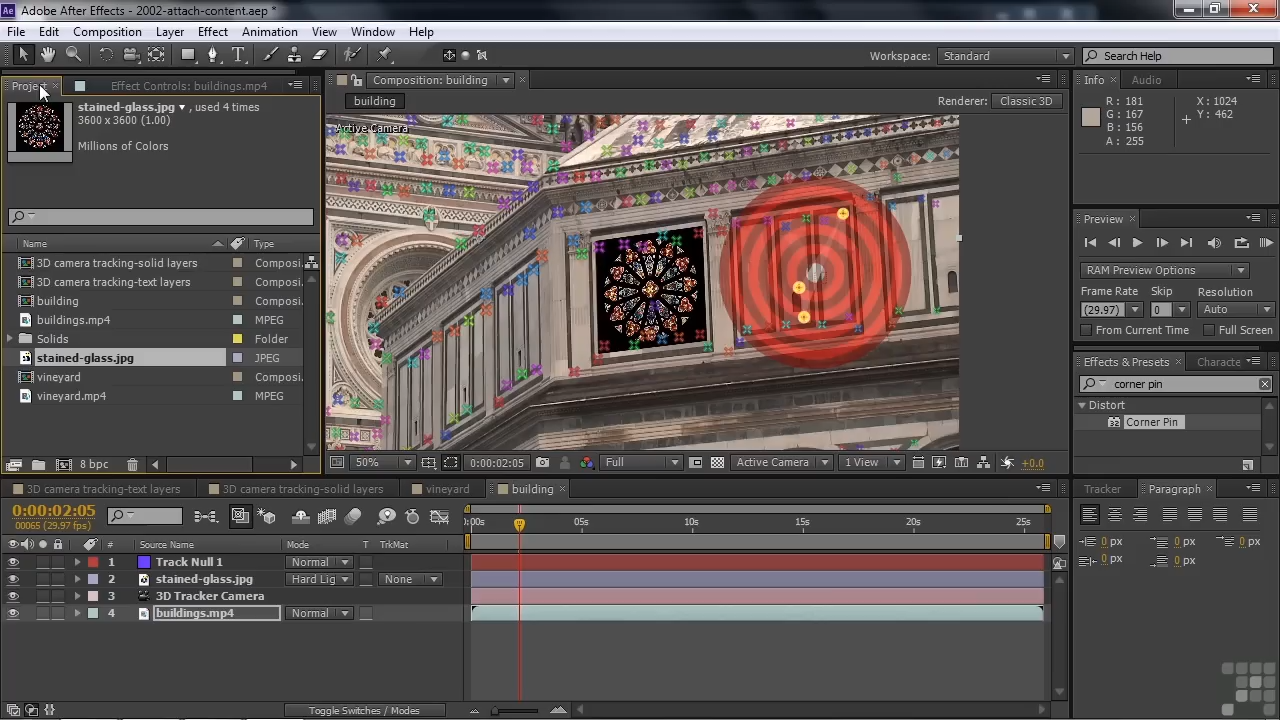 Ae Adobe After Effects - 2002-attach-content.aep *
File Edit Composition Layer Effect Animation View Window Help
Workspace: Standard Search Help
Project Effect Controls: buildings.mp4
stained-glass.jpg , used 4 times
3600 x 3600 (1.00)
Millions of Colors
Name Type
3D camera tracking-solid layers Composi
3D camera tracking-text layers Composi
building Composi
buildings.mp4 MPEG
Solids Folder
stained-glass.jpg JPEG
vineyard Composi
vineyard.mp4 MPEG
8 bpc
Composition: building
building Renderer: Classic 3D
Active Camera
50% 0:00:02:05 Full Active Camera 1 View +0.0
Info Audio
R : 181 X : 1024
G : 167 Y : 462
B : 156
A : 255
Preview
RAM Preview Options
Frame Rate Skip Resolution
(29.97) 0 Auto
From Current Time Full Screen
Effects & Presets Characte
corner pin
Distort
32 Corner Pin
3D camera tracking-text layers 3D camera tracking-solid layers vineyard building
0:00:02:05
00065 (29.97 fps)
:00s 05s 10s 15s 20s 25s
# Source Name Mode T TrkMat
1 Track Null 1 Normal
2 stained-glass.jpg Hard Lig None
3 3D Tracker Camera
4 buildings.mp4 Normal
Toggle Switches / Modes
Tracker Paragraph
0 px 0 px 0 px
0 px 0 px